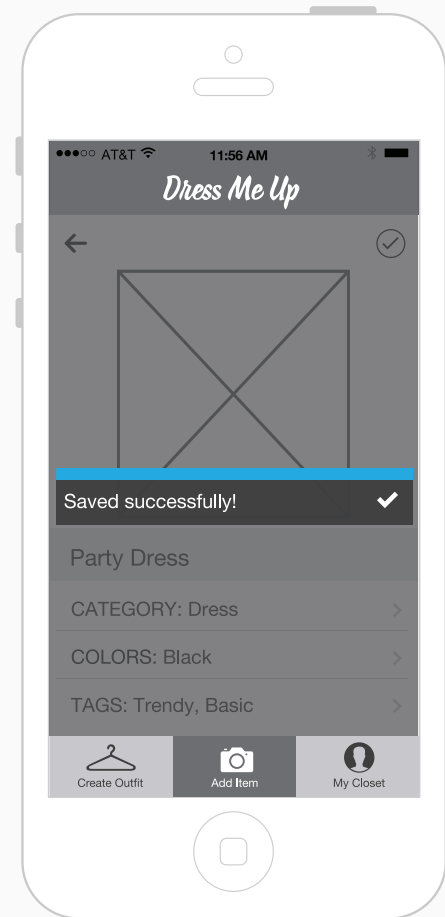 AT&T 11:56 AM
Dress Me Up
Saved successfully!
Party Dress
CATEGORY: Dress
COLORS: Black
TAGS: Trendy, Basic
Create Outfit Add Item My Closet